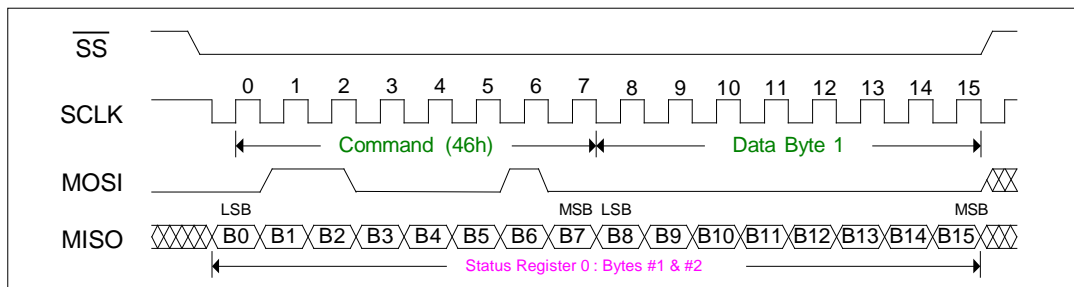 SS
0 1 2 3 4 5 6 7 8 9 10 11 12 13 14 15
SCLK
Command (46h) Data Byte 1
MOSI
LSB MSB LSB MSB
MISO B0 B1 B2 B3 B4 B5 B6 B7 B8 B9 B10 B11 B12 B13 B14 B15
Status Register 0 : Bytes #1 & #2